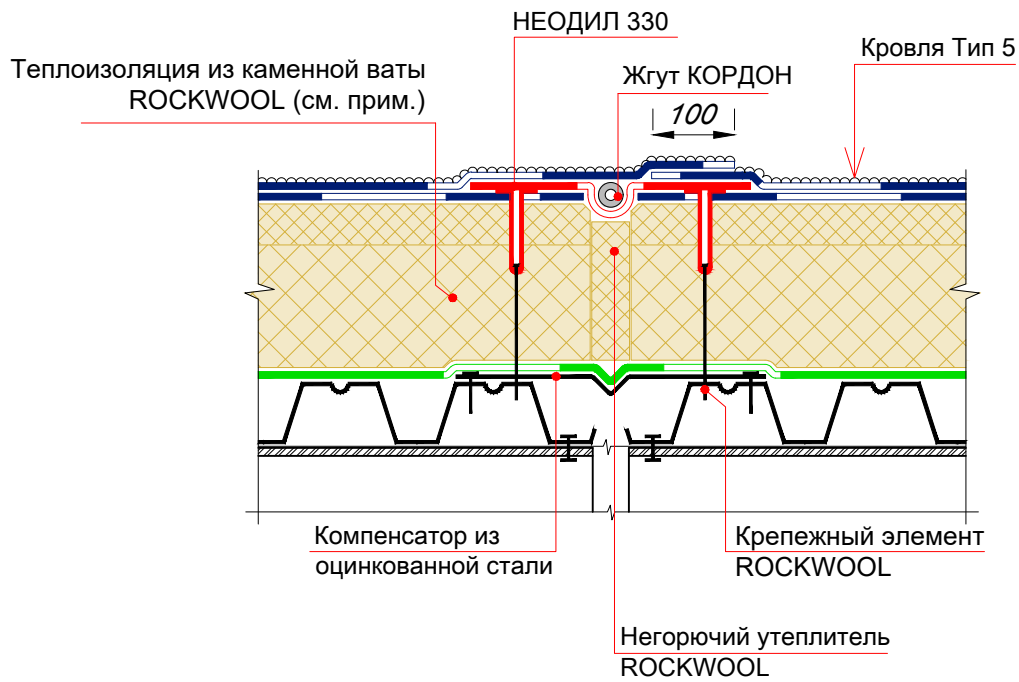 НЕОДИЛ 330
Кровля Тип 5
Теплоизоляция из каменной ваты
ROCKWOOL (см. прим.)
Жгут КОРДОН
100
Компенсатор из
оцинкованной стали
Крепежный элемент
ROCKWOOL
Негорючий утеплитель
ROCKWOOL